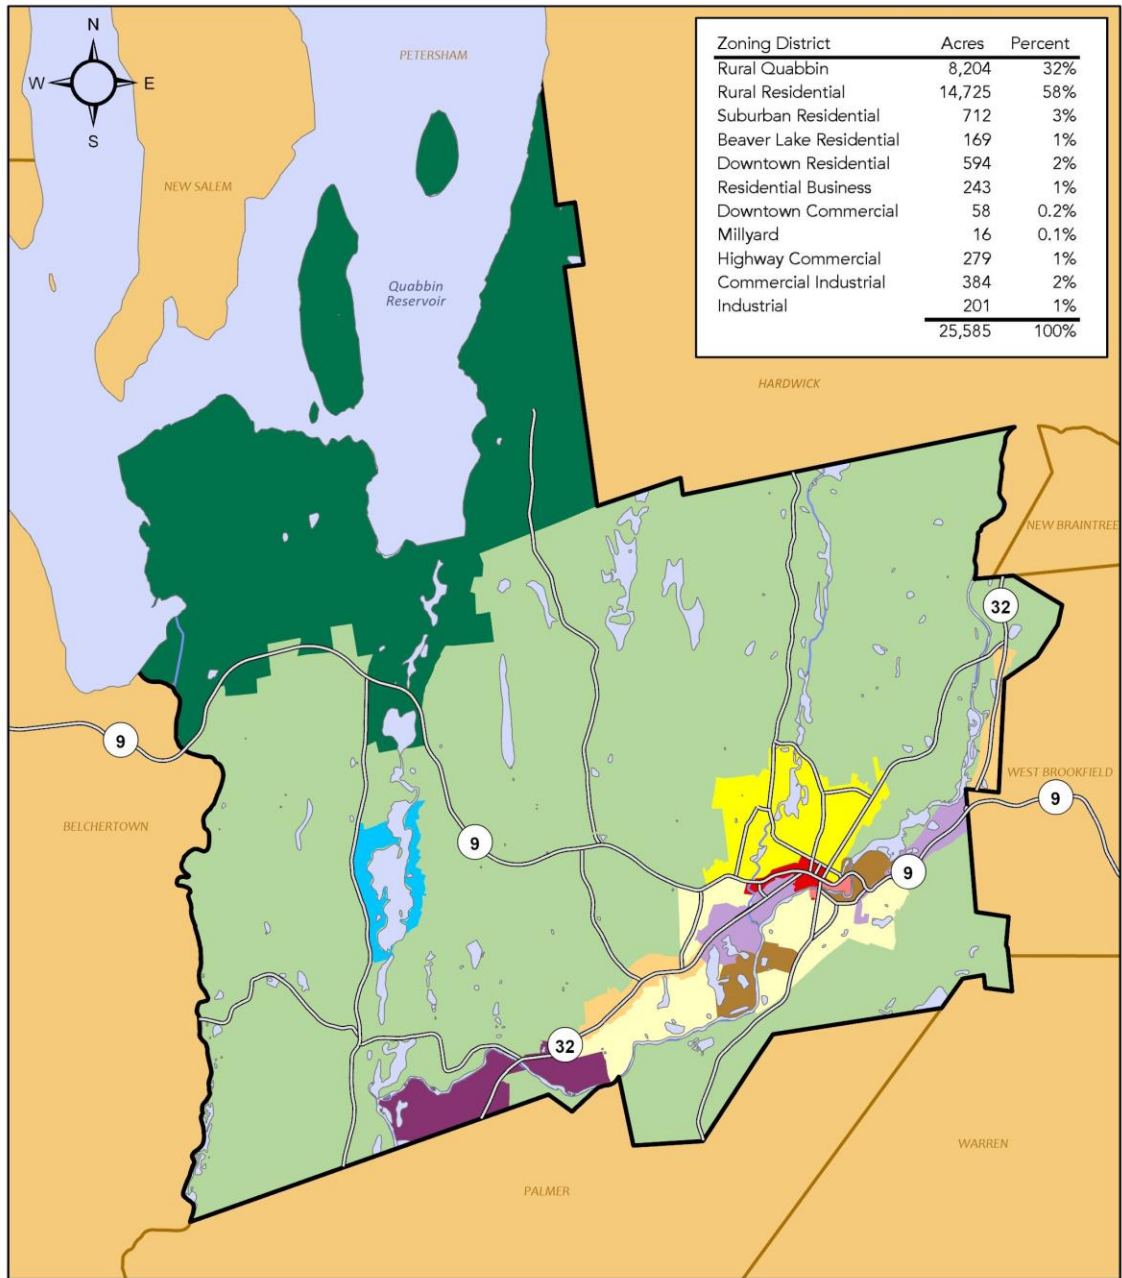 N
W E
S
PETERSHAM
NEW SALEM
Quabbin
Reservoir
Zoning District Acres Percent
Rural Quabbin 8,204 32%
Rural Residential 14,725 58%
Suburban Residential 712 3%
Beaver Lake Residential 169 1%
Downtown Residential 594 2%
Residential Business 243 1%
Downtown Commercial 58 0.2%
Millyard 16 0.1%
Highway Commercial 279 1%
Commercial Industrial 384 2%
Industrial 201 1%
25,585 100%
HARDWICK
NEW BRAINTREE
32
9
WEST BROOKFIELD
9
BELCHERTOWN
9
9
32
WARREN
PALMER